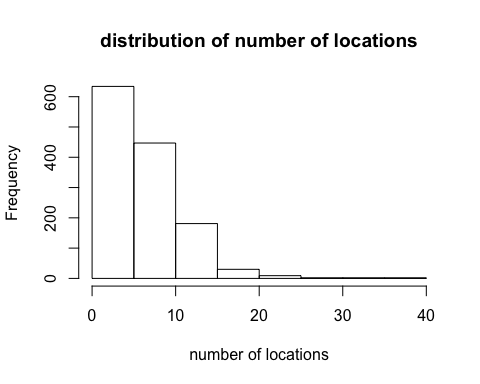 distribution of number of locations
Frequency
600
400
200
0
0 10 20 30 40
number of locations